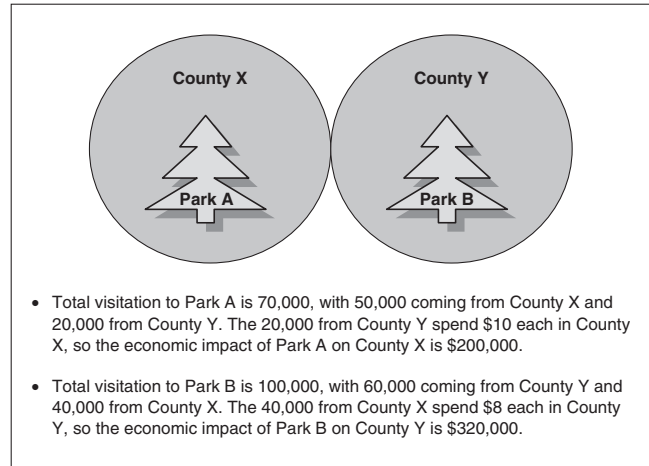 County X
County Y
Park A
Park B
• Total visitation to Park A is 70,000, with 50,000 coming from County X and
20,000 from County Y. The 20,000 from County Y spend $10 each in County
X, so the economic impact of Park A on County X is $200,000.
• Total visitation to Park B is 100,000, with 60,000 coming from County Y and
40,000 from County X. The 40,000 from County X spend $8 each in County
Y, so the economic impact of Park B on County Y is $320,000.